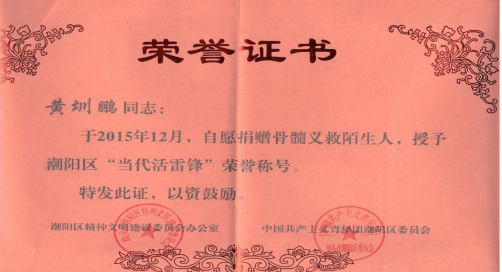 荣誉证书
黄圳鹏同志：
于2015年12月，自愿捐赠骨髓义救陌生人，授予
潮阳区“当代活雷锋”荣誉称号。
特发此证，以资鼓励。
潮阳区精神文明建设委员会办公室 中国共产主义青年团潮阳区委员会